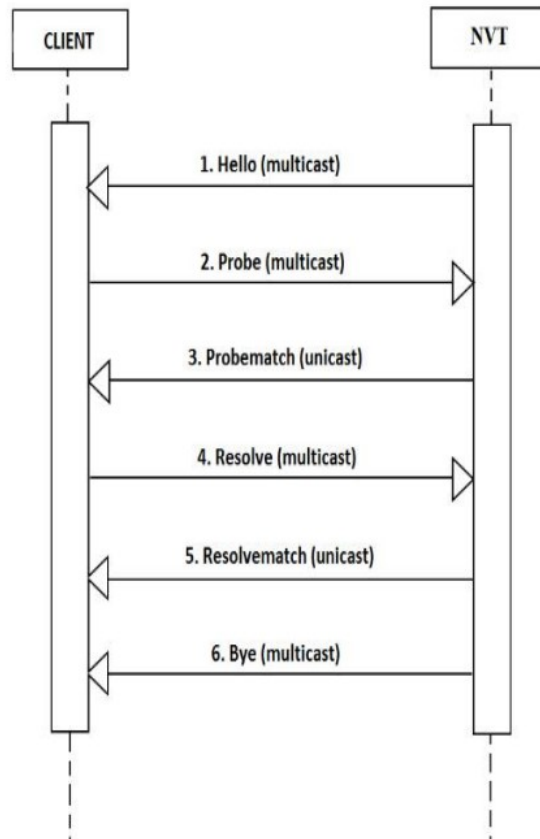 CLIENT
NVT
1. Hello (multicast)
2. Probe (multicast)
3. Probematch (unicast)
4. Resolve (multicast)
5. Resolvematch (unicast)
6. Bye (multicast)